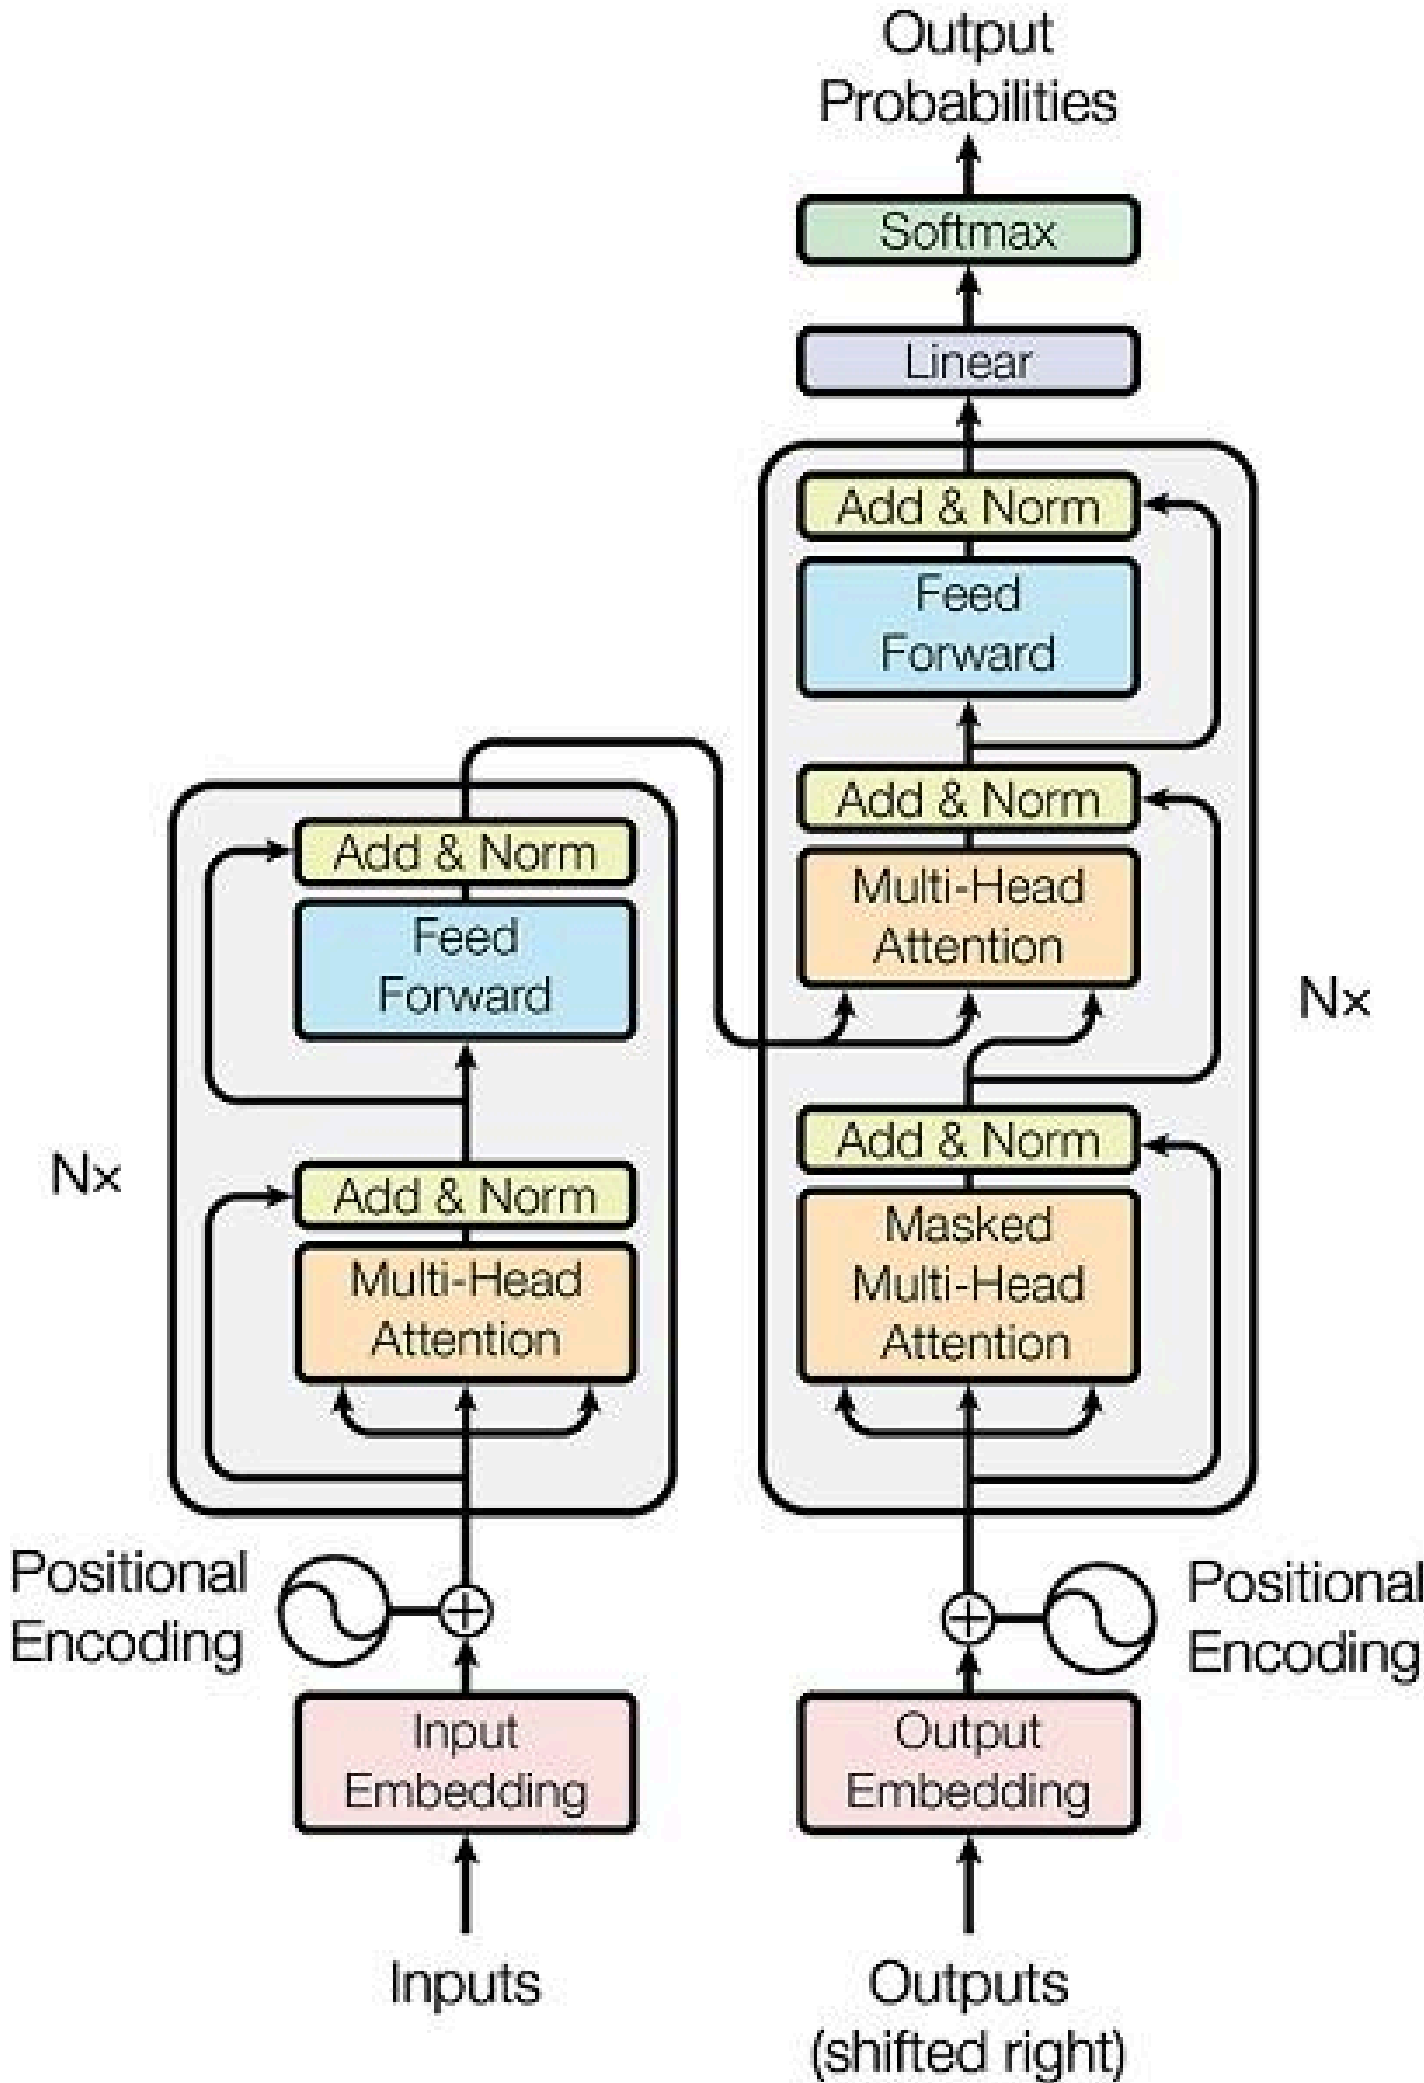 Output
Probabilities
Softmax
Linear
Add & Norm
Feed
Forward
Add & Norm
Multi-Head
Attention
Nx
Add & Norm
Masked
Multi-Head
Attention
Add & Norm
Feed
Forward
Nx
Add & Norm
Multi-Head
Attention
Positional
Encoding
Positional
Encoding
Input
Embedding
Output
Embedding
Inputs
Outputs
(shifted right)